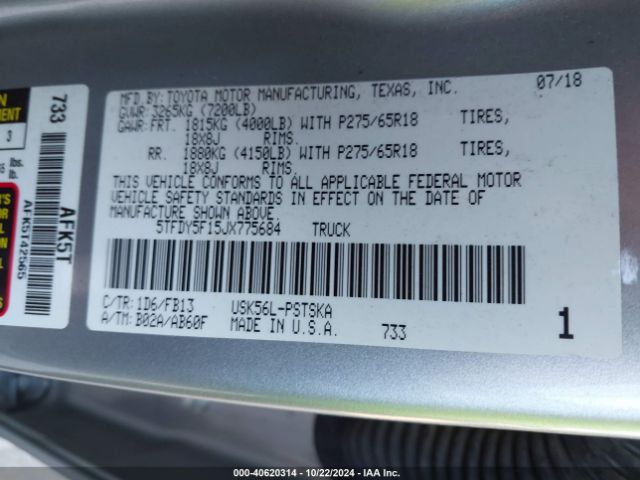 MFD.BY:TOYOTA MOTOR MANUFACTURING, TEXAS, INC. 07/18
GVWR:3265KG (7200LB)
GAWR:FRT. 1815KG (4000LB) WITH P275/65R18 TIRES,
18X8J RIMS.
RR. 1880KG (4150LB) WITH P275/65R18 TIRES,
18X8J RIMS.
THIS VEHICLE CONFORMS TO ALL APPLICABLE FEDERAL MOTOR
VEHICLE SAFETY STANDARDS IN EFFECT ON THE DATE OF
MANUFACTURE SHOWN ABOVE.
5TFDY5F15JX775684 TRUCK
C/TR:1D6/FB13 USK56L-PSTSKA
A/TM:B02A/AB60F MADE IN U.S.A. 733
1
733
AFK5T
AFK5T42565
3
lbs.
lb.
000-40620314 - 10/22/2024 - IAA Inc.